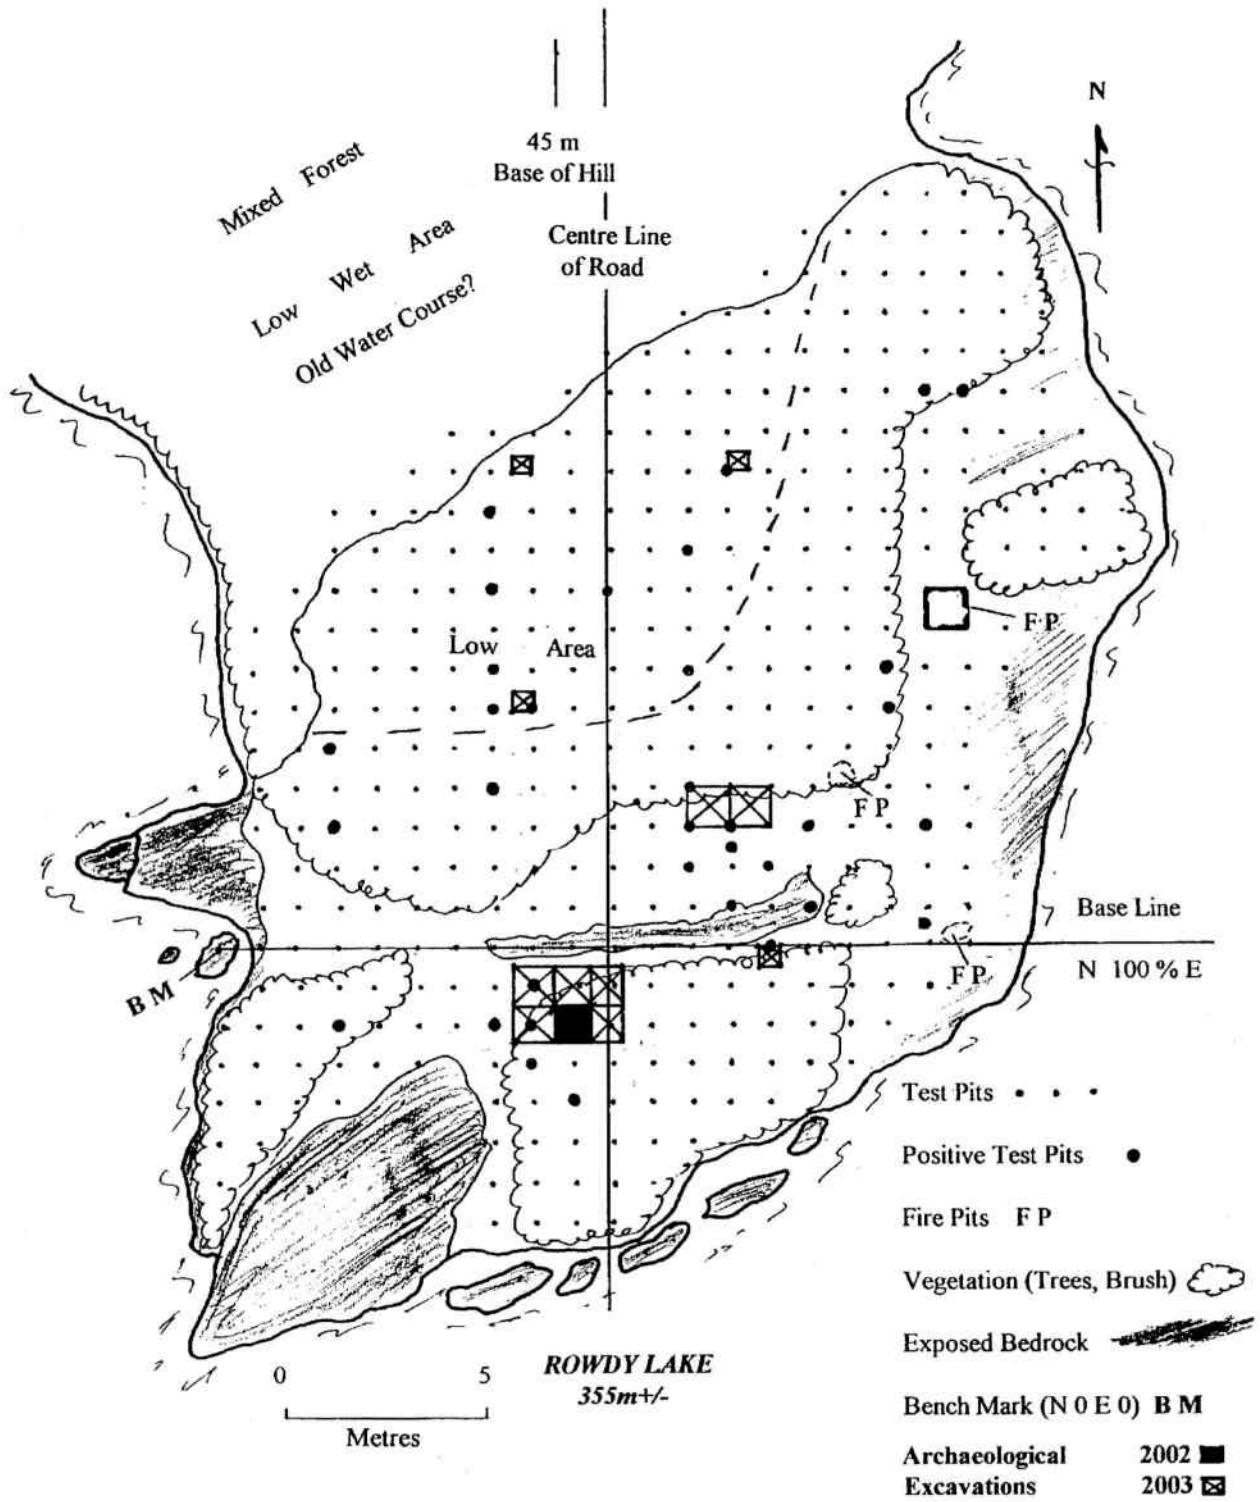 N
45 m
Base of Hill
Mixed Forest
Centre Line
of Road
Low Wet Area
Old Water Course?
F P
Low Area
F P
Base Line
N 100 % E
F P
B M
Test Pits
Positive Test Pits
Fire Pits F P
Vegetation (Trees, Brush)
Exposed Bedrock
0 5
Metres
ROWDY LAKE
355m+/-
Bench Mark (N 0 E 0) B M
Archaeological 2002
Excavations 2003